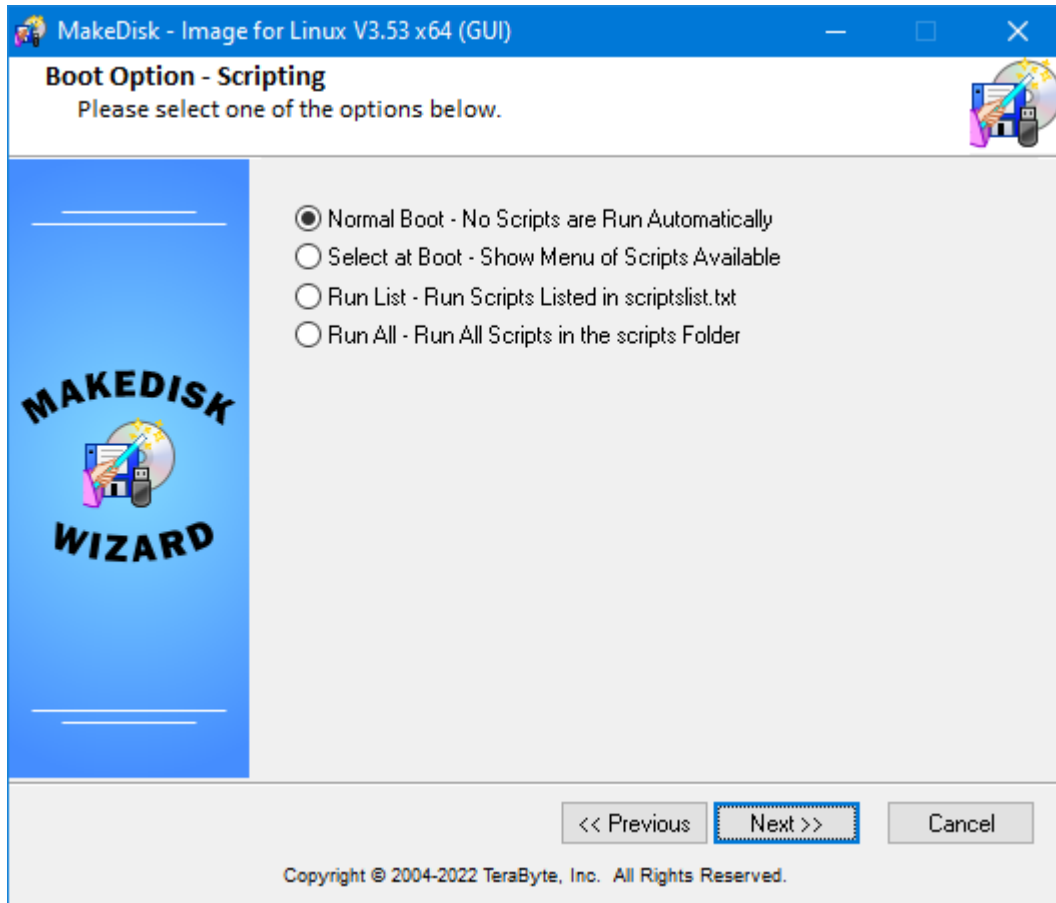 MakeDisk - Image for Linux V3.53 x64 (GUI)
Boot Option - Scripting
Please select one of the options below.
Normal Boot - No Scripts are Run Automatically
Select at Boot - Show Menu of Scripts Available
Run List - Run Scripts Listed in scriptslist.txt
Run All - Run All Scripts in the scripts Folder
MAKEDISK
WIZARD
<< Previous
Next >>
Cancel
Copyright © 2004-2022 TeraByte, Inc. All Rights Reserved.